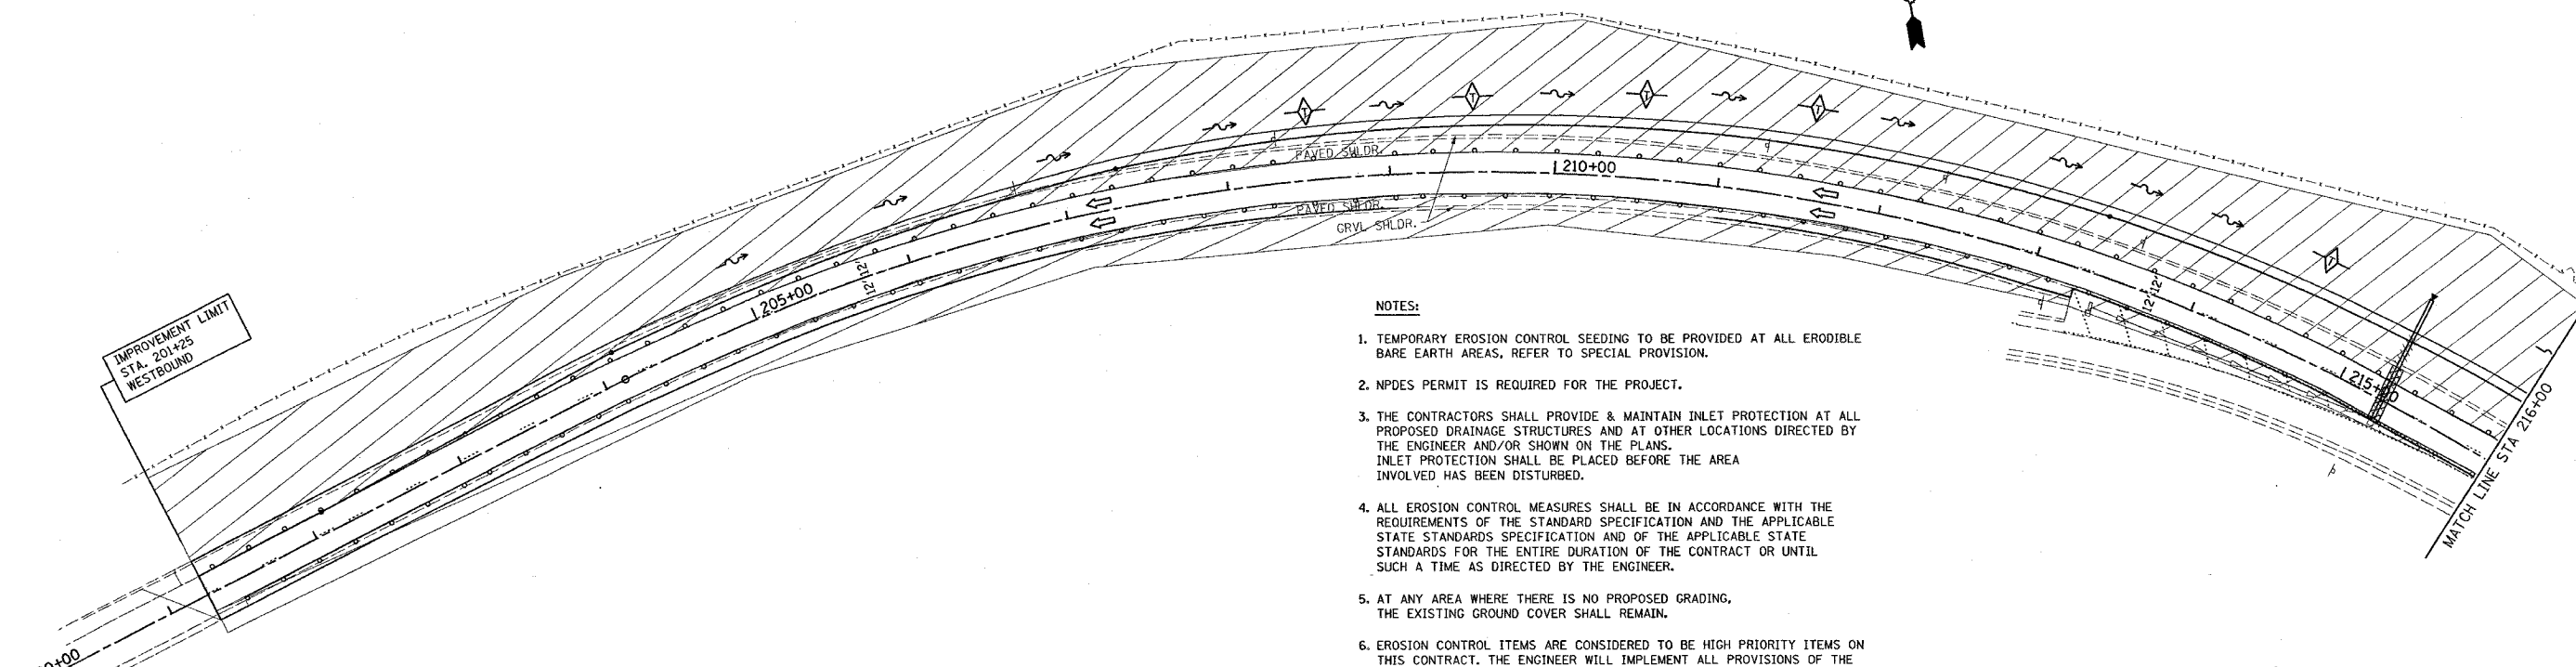 IMPROVEMENT LIMIT
STA. 201+25
WESTBOUND
205+00
12' 12'
PAVED SHLDR.
PAVED SHLDR.
GRVL SHLDR.
210+00
T
T
T
T
12' 12'
MATCH LINE STA 216+00
NOTES:
1. TEMPORARY EROSION CONTROL SEEDING TO BE PROVIDED AT ALL ERODIBLE
BARE EARTH AREAS, REFER TO SPECIAL PROVISION.
2. NPDES PERMIT IS REQUIRED FOR THE PROJECT.
3. THE CONTRACTORS SHALL PROVIDE & MAINTAIN INLET PROTECTION AT ALL
PROPOSED DRAINAGE STRUCTURES AND AT OTHER LOCATIONS DIRECTED BY
THE ENGINEER AND/OR SHOWN ON THE PLANS.
INLET PROTECTION SHALL BE PLACED BEFORE THE AREA
INVOLVED HAS BEEN DISTURBED.
4. ALL EROSION CONTROL MEASURES SHALL BE IN ACCORDANCE WITH THE
REQUIREMENTS OF THE STANDARD SPECIFICATION AND THE APPLICABLE
STATE STANDARDS SPECIFICATION AND OF THE APPLICABLE STATE
STANDARDS FOR THE ENTIRE DURATION OF THE CONTRACT OR UNTIL
SUCH A TIME AS DIRECTED BY THE ENGINEER.
5. AT ANY AREA WHERE THERE IS NO PROPOSED GRADING,
THE EXISTING GROUND COVER SHALL REMAIN.
6. EROSION CONTROL ITEMS ARE CONSIDERED TO BE HIGH PRIORITY ITEMS ON
THIS CONTRACT. THE ENGINEER WILL IMPLEMENT ALL PROVISIONS OF THE